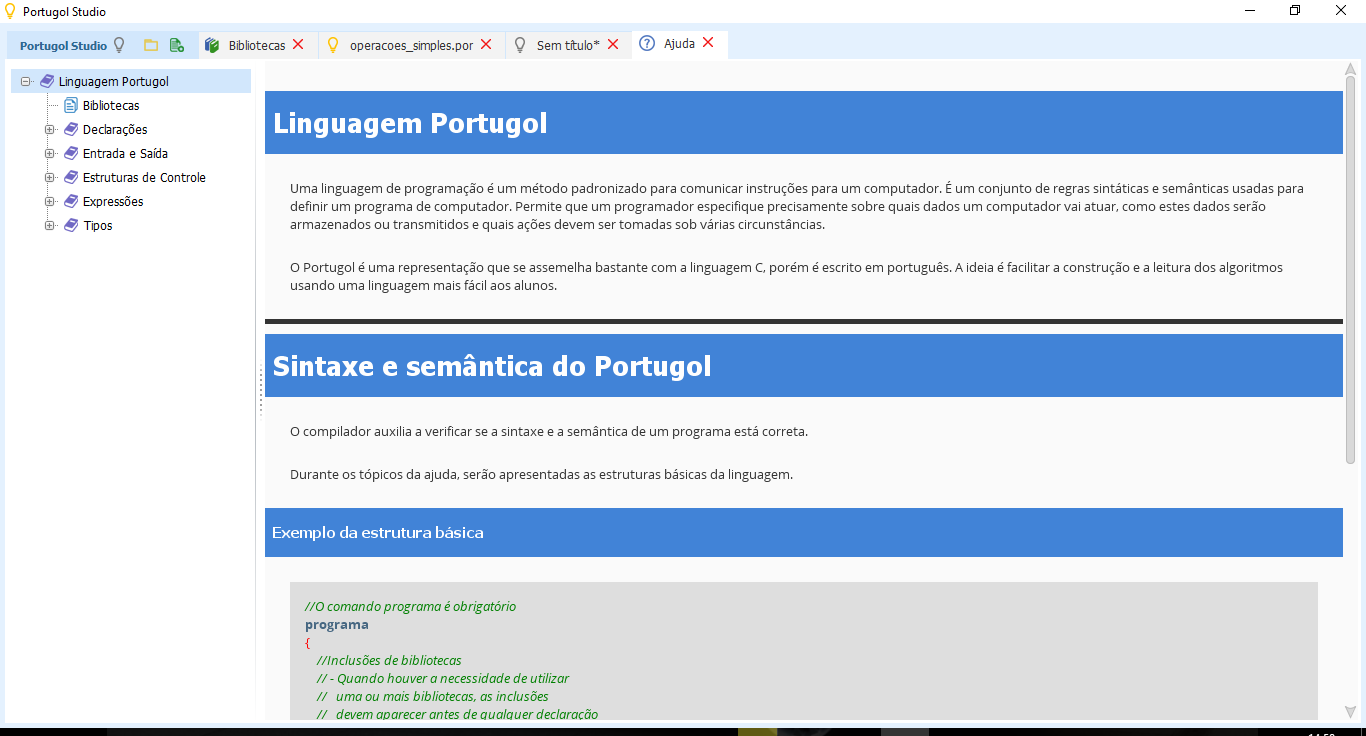 Portugol Studio
Portugol Studio
Bibliotecas
operacoes_simples.por
Sem título*
Ajuda
Linguagem Portugol
Bibliotecas
Declarações
Entrada e Saída
Estruturas de Controle
Expressões
Tipos
Linguagem Portugol
Uma linguagem de programação é um método padronizado para comunicar instruções para um computador. É um conjunto de regras sintáticas e semânticas usadas para
definir um programa de computador. Permite que um programador especifique precisamente sobre quais dados um computador vai atuar, como estes dados serão
armazenados ou transmitidos e quais ações devem ser tomadas sob várias circunstâncias.
O Portugol é uma representação que se assemelha bastante com a linguagem C, porém é escrito em português. A ideia é facilitar a construção e a leitura dos algoritmos
usando uma linguagem mais fácil aos alunos.
Sintaxe e semântica do Portugol
O compilador auxilia a verificar se a sintaxe e a semântica de um programa está correta.
Durante os tópicos da ajuda, serão apresentadas as estruturas básicas da linguagem.
Exemplo da estrutura básica
//O comando programa é obrigatório
programa
{
//Inclusões de bibliotecas
// - Quando houver a necessidade de utilizar
// uma ou mais bibliotecas, as inclusões
// devem aparecer antes de qualquer declaração